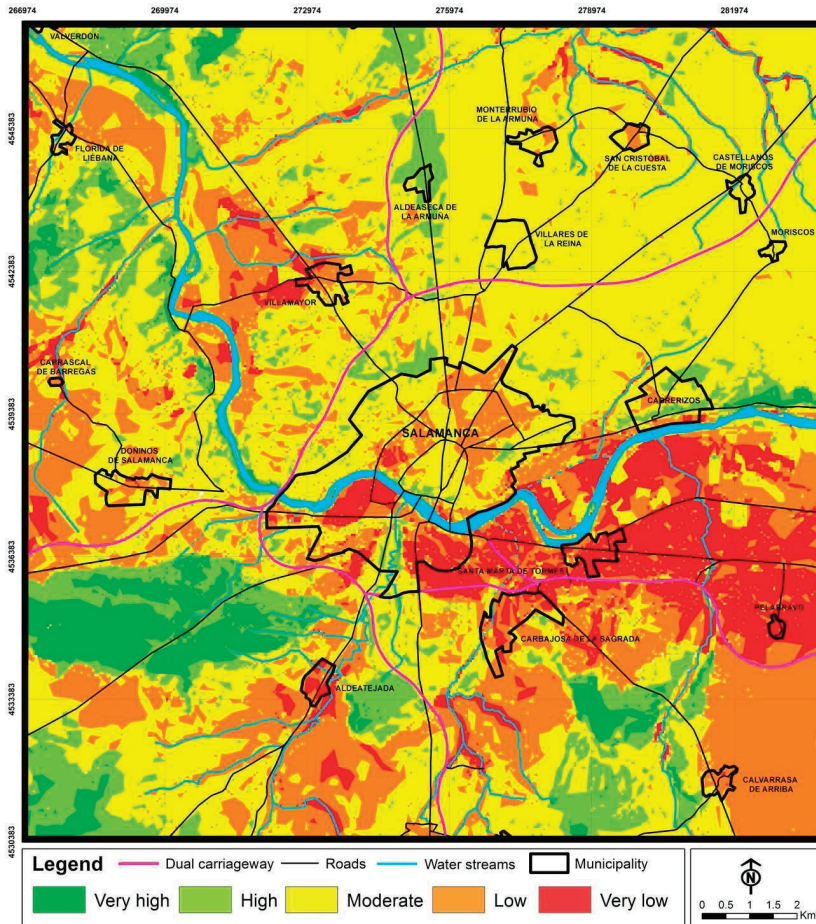 266974 269974 272974 275974 278974 281974
VALVERDÓN
4545383
MONTERRUBIO
DE LA ARMUÑA
FLORIDA DE
LIÉBANA
SAN CRISTÓBAL
DE LA CUESTA
CASTELLANOS
DE MORISCOS
ALDEASECA DE
LA ARMUÑA
VILLARES DE
LA REINA
MORISCOS
4542383
VILLAMAYOR
CARRASCAL
DE BARREGAS
CABRERIZOS
4539383
SALAMANCA
DOÑINOS
DE SALAMANCA
4536383
SANTA MARTA DE TORMES
PELABRAVO
CARBAJOSA DE LA SAGRADA
ALDEATEJADA
4533383
CALVARRASA
DE ARRIBA
4530383
Legend Dual carriageway Roads Water streams Municipality
Very high High Moderate Low Very low
N
0 0.5 1 1.5 2
Km